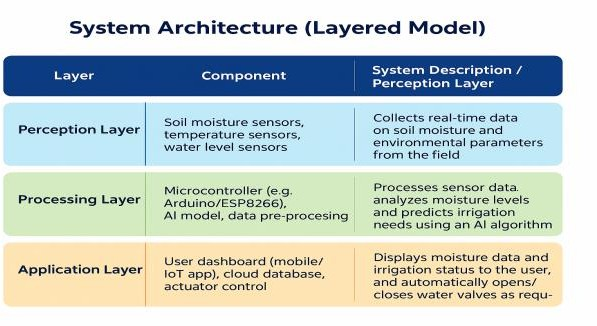 System Architecture (Layered Model)
Layer
Component
System Description /
Perception Layer
Perception Layer
Soil moisture sensors,
temperature sensors,
water level sensors
Collects real-time data
on soil moisture and
environmental parameters
from the field
Processing Layer
Microcontroller (e.g.
Arduino/ESP8266),
AI model, data pre-procesing
Processes sensor data.
analyzes moisture levels
and predicts irrigation
needs using an AI algorithm
Application Layer
User dashboard (mobile/
IoT app), cloud database,
actuator control
Displays moisture data and
irrigation status to the user,
and automatically opens/
closes water valves as requ-